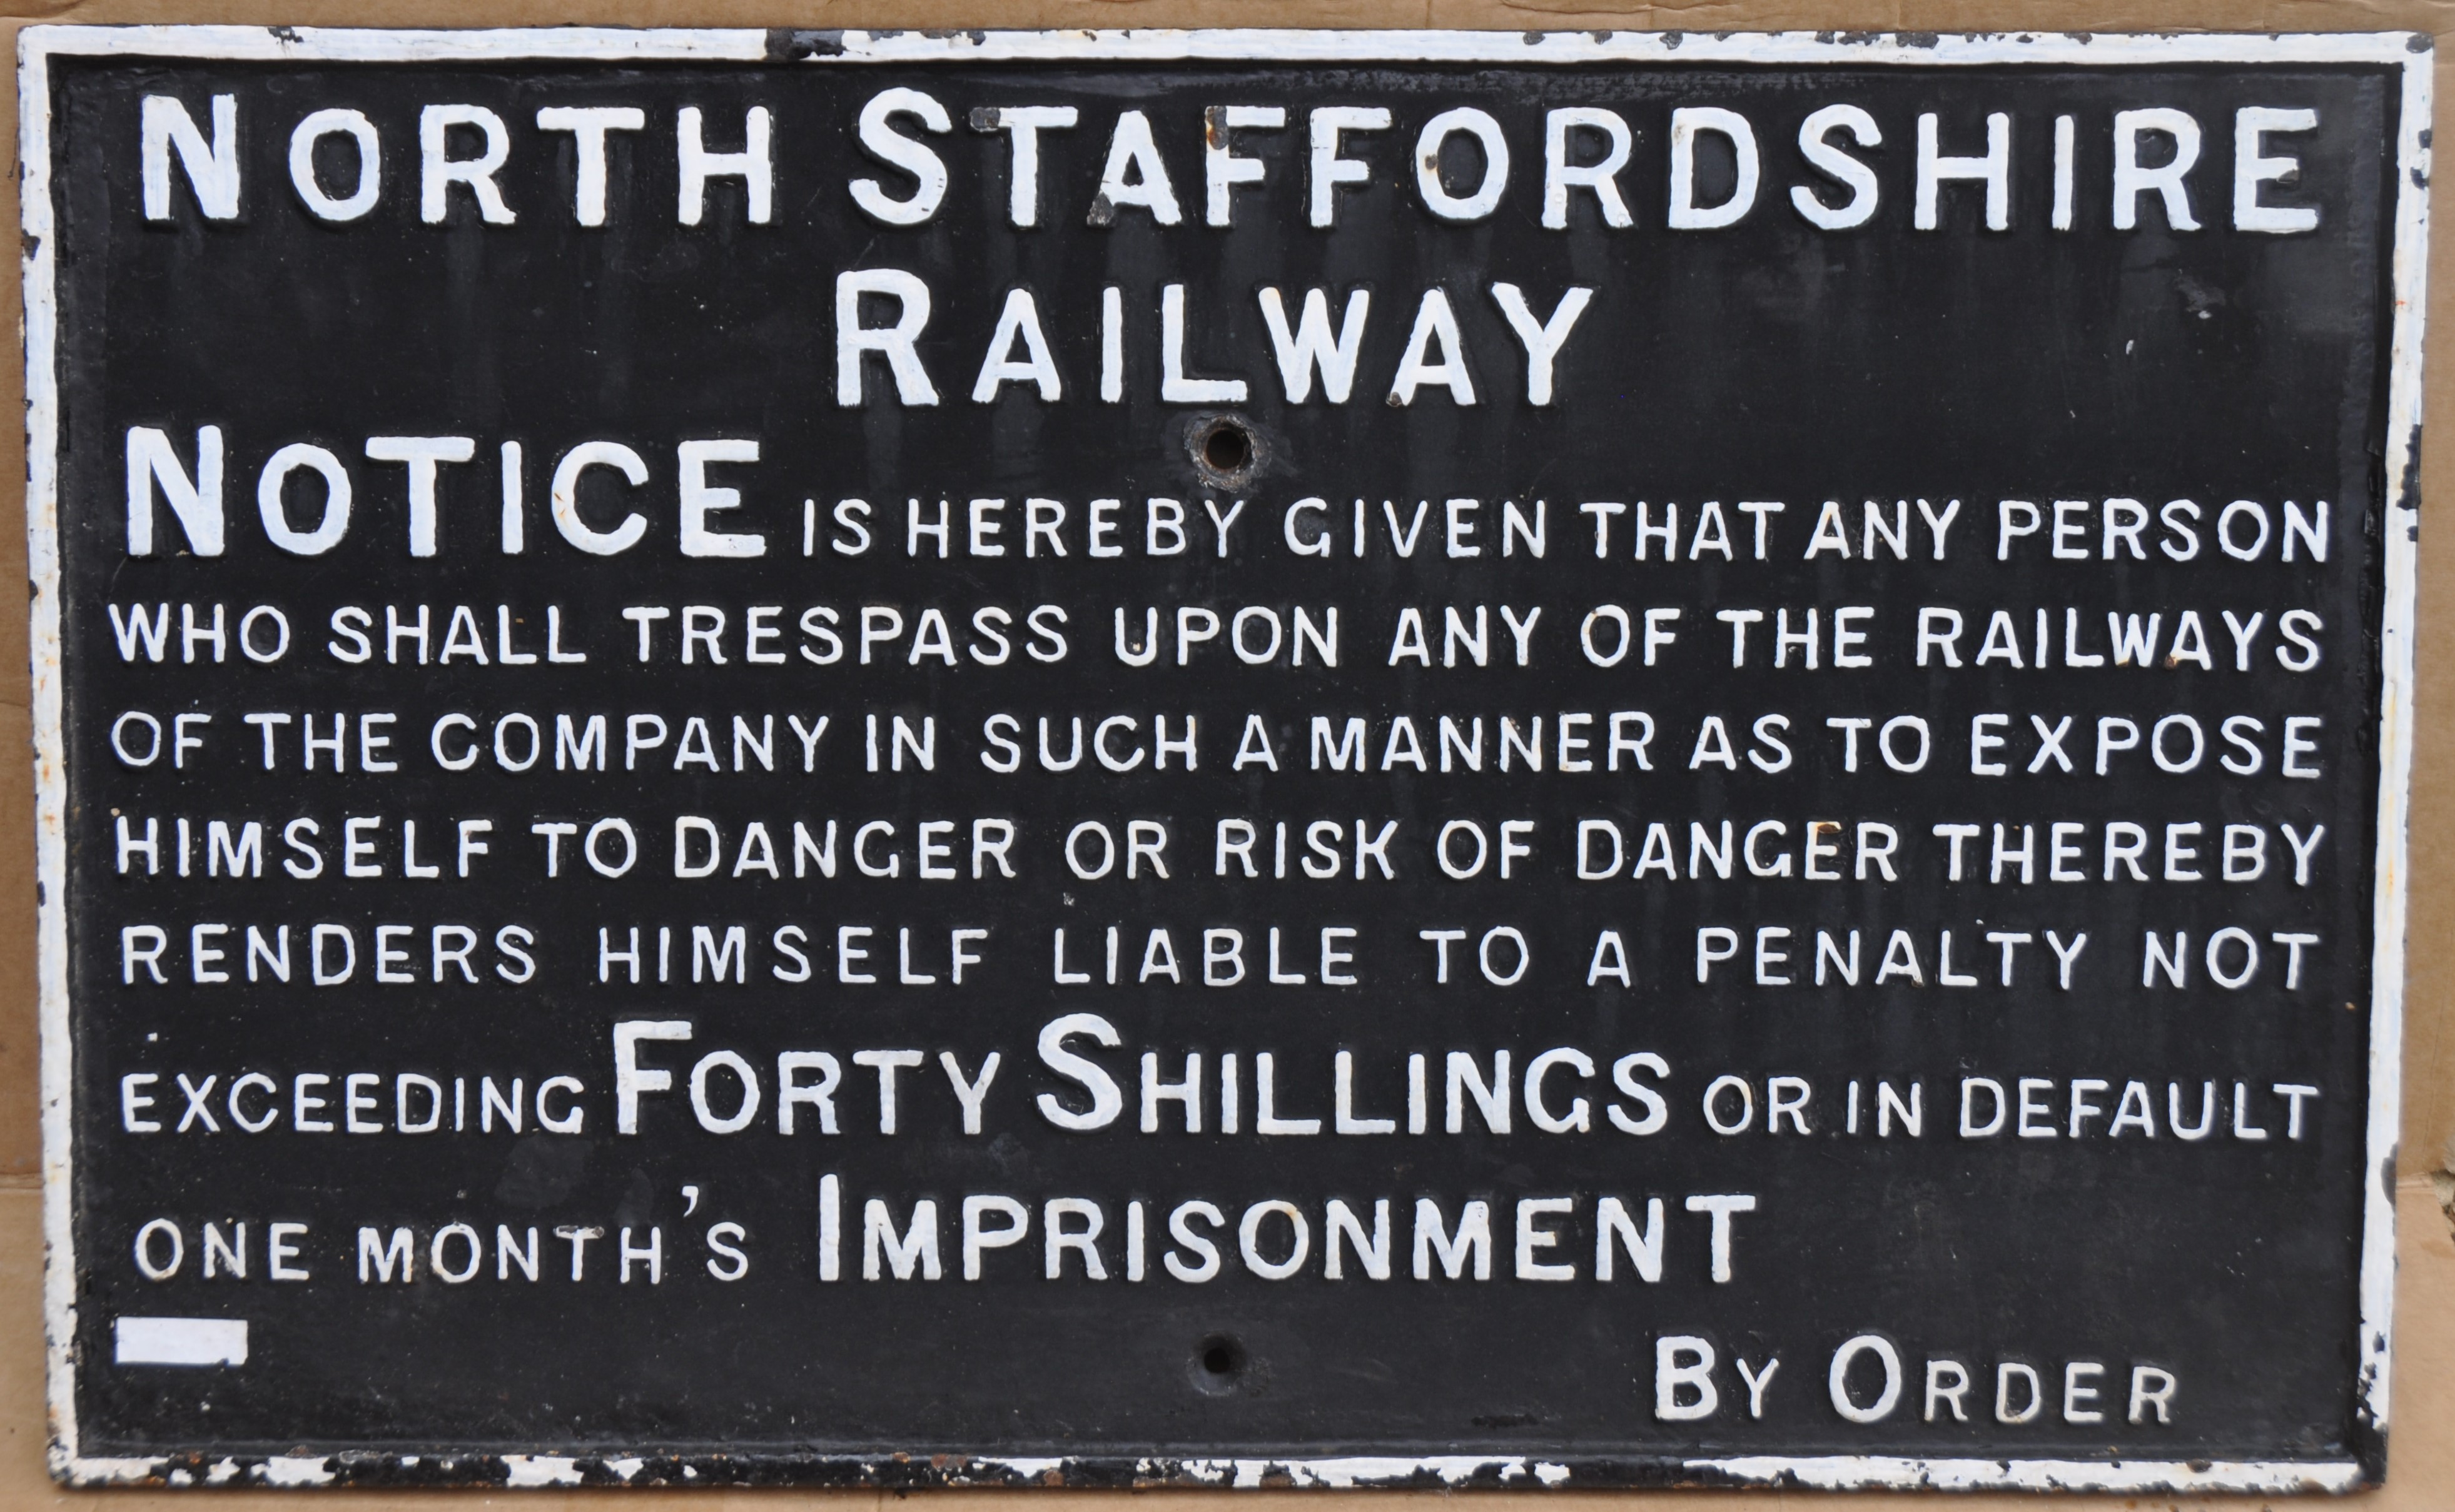 NORTH STAFFORDSHIRE
RAILWAY
NOTICE IS HEREBY GIVEN THAT ANY PERSON
WHO SHALL TRESPASS UPON ANY OF THE RAILWAYS
OF THE COMPANY IN SUCH A MANNER AS TO EXPOSE
HIMSELF TO DANGER OR RISK OF DANGER THEREBY
RENDERS HIMSELF LIABLE TO A PENALTY NOT
EXCEEDING FORTY SHILLINGS OR IN DEFAULT
ONE MONTH'S IMPRISONMENT
BY ORDER